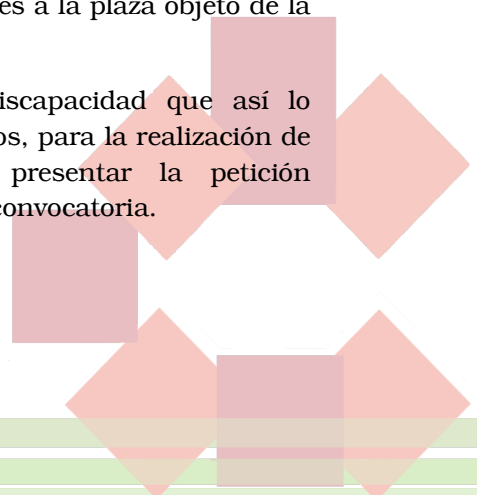 es a la plaza objeto de la
iscapacidad que así lo
os, para la realización de
presentar la petición
convocatoria.